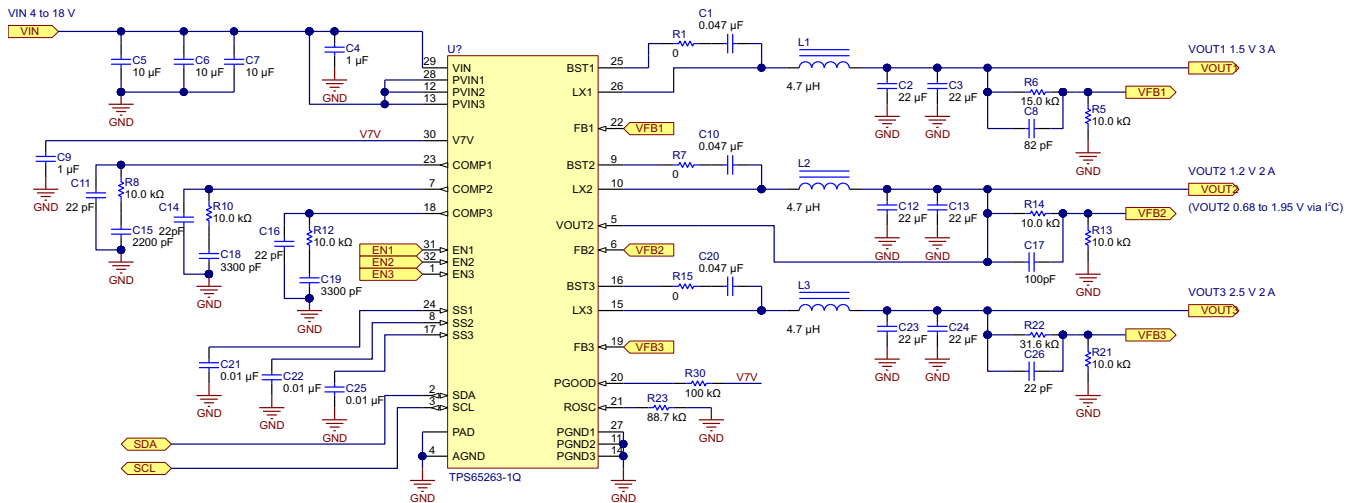 VIN 4 to 18 V
VIN
C5
10 µF
C6
10 µF
C7
10 µF
C4
1 µF
GND
GND
U?
29
VIN
28
PVIN1
12
PVIN2
13
PVIN3
V7V
30
V7V
C9
1 µF
GND
23
COMP1
C11
22 pF
R8
10.0 kΩ
C15
2200 pF
GND
7
COMP2
C14
22pF
R10
10.0 kΩ
C18
3300 pF
GND
18
COMP3
C16
22 pF
R12
10.0 kΩ
C19
3300 pF
GND
EN1
31
EN1
EN2
32
EN2
EN3
1
EN3
24
SS1
8
SS2
17
SS3
C21
0.01 µF
GND
C22
0.01 µF
GND
C25
0.01 µF
GND
2
SDA
3
SCL
SDA
SCL
PAD
4
AGND
GND
TPS65263-1Q
BST1
25
LX1
26
FB1
22
VFB1
BST2
9
LX2
10
VOUT2
5
FB2
6
VFB2
BST3
16
LX3
15
FB3
19
VFB3
PGOOD
20
R30
100 kΩ
V7V
ROSC
21
R23
88.7 kΩ
GND
PGND1
27
PGND2
11
PGND3
14
GND
R1
0
C1
0.047 µF
L1
4.7 µH
C2
22 µF
GND
C3
22 µF
GND
VOUT1 1.5 V 3 A
VOUT1
R6
15.0 kΩ
C8
82 pF
VFB1
R5
10.0 kΩ
GND
R7
0
C10
0.047 µF
L2
4.7 µH
C12
22 µF
GND
C13
22 µF
GND
VOUT2 1.2 V 2 A
VOUT2
(VOUT2 0.68 to 1.95 V via I²C)
R14
10.0 kΩ
C17
100pF
VFB2
R13
10.0 kΩ
GND
R15
0
C20
0.047 µF
L3
4.7 µH
C23
22 µF
GND
C24
22 µF
GND
VOUT3 2.5 V 2 A
VOUT3
R22
31.6 kΩ
C26
22 pF
VFB3
R21
10.0 kΩ
GND